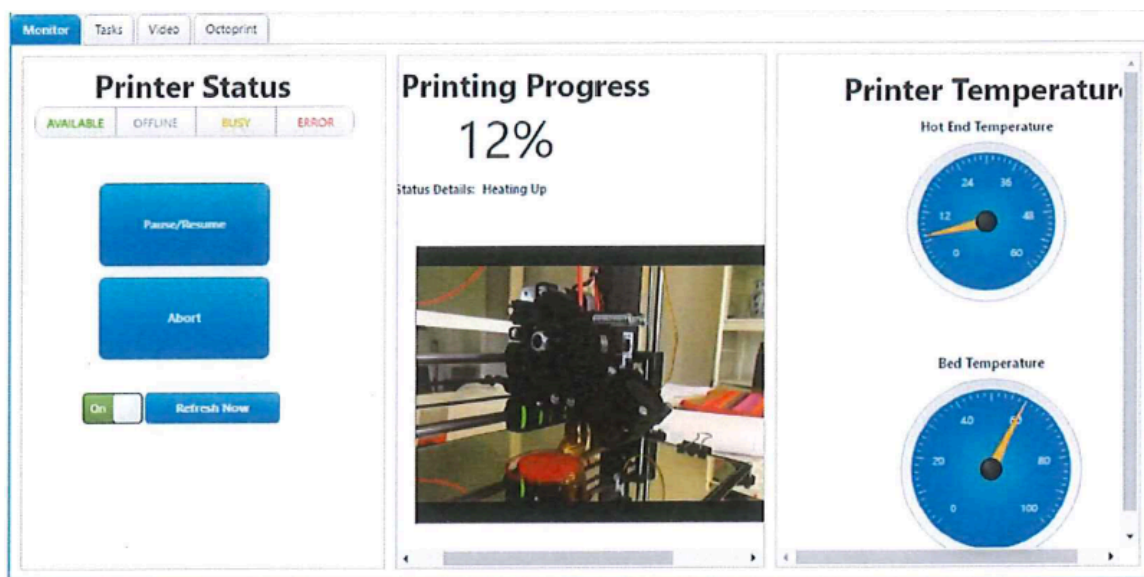 Monitor Tasks Video Octoprint
Printer Status
AVAILABLE OFFLINE BUSY ERROR
Pause/Resume
Abort
On Refresh Now
Printing Progress
12%
Status Details: Heating Up
Printer Temperatur
Hot End Temperature
24 36
12 48
0 60
Bed Temperature
40 60
20 80
0 100